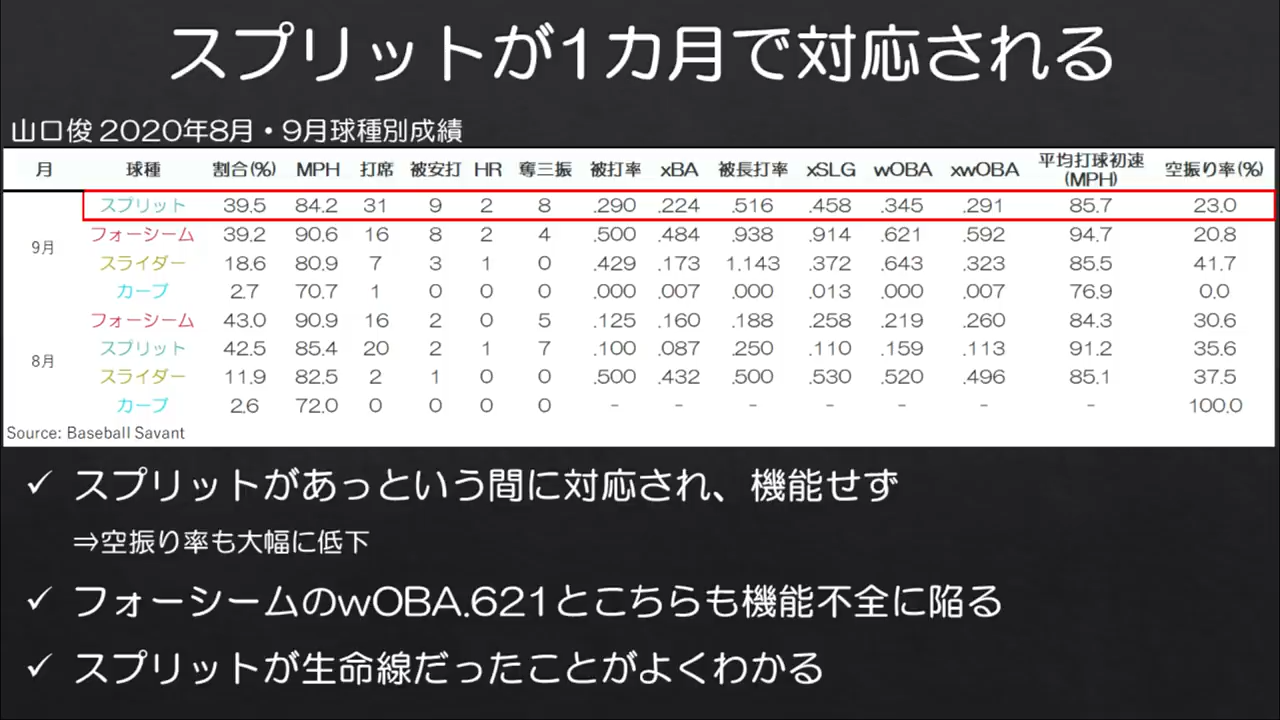 スプリットが1カ月で対応される
山口俊 2020年8月・9月球種別成績
月 球種 割合(%) MPH 打席 被安打 HR 奪三振 被打率 xBA 被長打率 xSLG wOBA xwOBA 平均打球初速(MPH) 空振り率(%)
9月
スプリット 39.5 84.2 31 9 2 8 .290 .224 .516 .458 .345 .291 85.7 23.0
フォーシーム 39.2 90.6 16 8 2 4 .500 .484 .938 .914 .621 .592 94.7 20.8
スライダー 18.6 80.9 7 3 1 0 .429 .173 1.143 .372 .643 .323 85.5 41.7
カーブ 2.7 70.7 1 0 0 0 .000 .007 .000 .013 .000 .007 76.9 0.0
8月
フォーシーム 43.0 90.9 16 2 0 5 .125 .160 .188 .258 .219 .260 84.3 30.6
スプリット 42.5 85.4 20 2 1 7 .100 .087 .250 .110 .159 .113 91.2 35.6
スライダー 11.9 82.5 2 1 0 0 .500 .432 .500 .530 .520 .496 85.1 37.5
カーブ 2.6 72.0 0 0 0 0 - - - - - - - 100.0
Source: Baseball Savant
✓ スプリットがあっという間に対応され、機能せず
⇒空振り率も大幅に低下
✓ フォーシームのwOBA.621とこちらも機能不全に陥る
✓ スプリットが生命線だったことがよくわかる